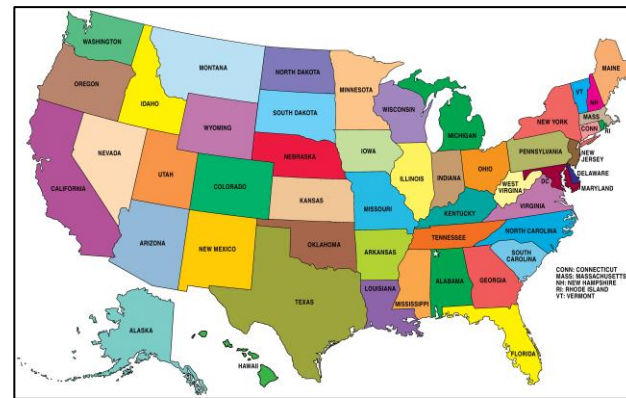 WASHINGTON
OREGON
IDAHO
MONTANA
NORTH DAKOTA
MINNESOTA
WISCONSIN
MICHIGAN
NEW YORK
VT
NH
MAINE
MASS
CONN
RI
SOUTH DAKOTA
WYOMING
NEVADA
UTAH
CALIFORNIA
COLORADO
NEBRASKA
IOWA
ILLINOIS
INDIANA
OHIO
PENNSYLVANIA
NEW
JERSEY
DELAWARE
MARYLAND
DC
WEST
VIRGINIA
VIRGINIA
KANSAS
MISSOURI
KENTUCKY
TENNESSEE
NORTH CAROLINA
SOUTH
CAROLINA
ARIZONA
NEW MEXICO
OKLAHOMA
ARKANSAS
TEXAS
LOUISIANA
MISSISSIPPI
ALABAMA
GEORGIA
FLORIDA
ALASKA
HAWAII
CONN: CONNECTICUT
MASS: MASSACHUSETTS
NH: NEW HAMPSHIRE
RI: RHODE ISLAND
VT: VERMONT